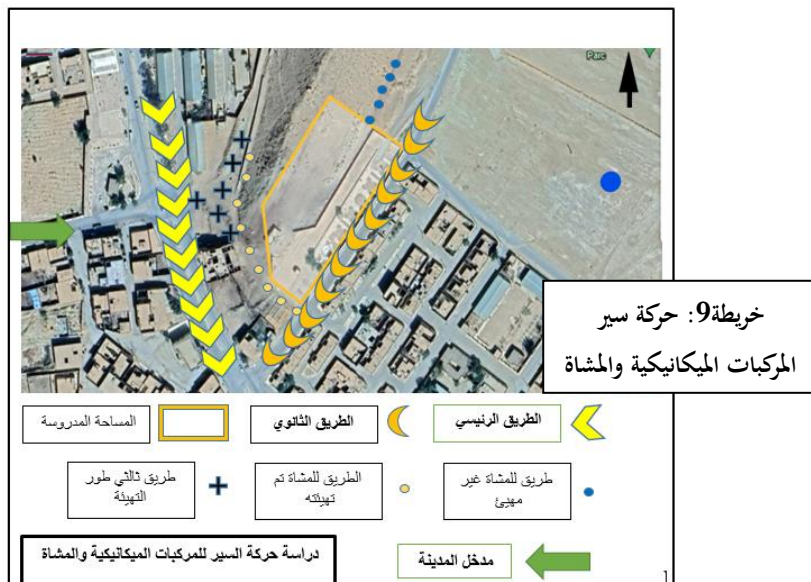 Parc
خريطة9: حركة سير
المركبات الميكانيكية والمشاة
الطريق الرئيسي
الطريق الثانوي
المساحة المدروسة
طريق للمشاة غير
مهيئ
الطريق للمشاة تم
تهيئته
طريق ثالثي طور
التهيئة
مدخل المدينة
دراسة حركة السير للمركبات الميكانيكية والمشاة
1